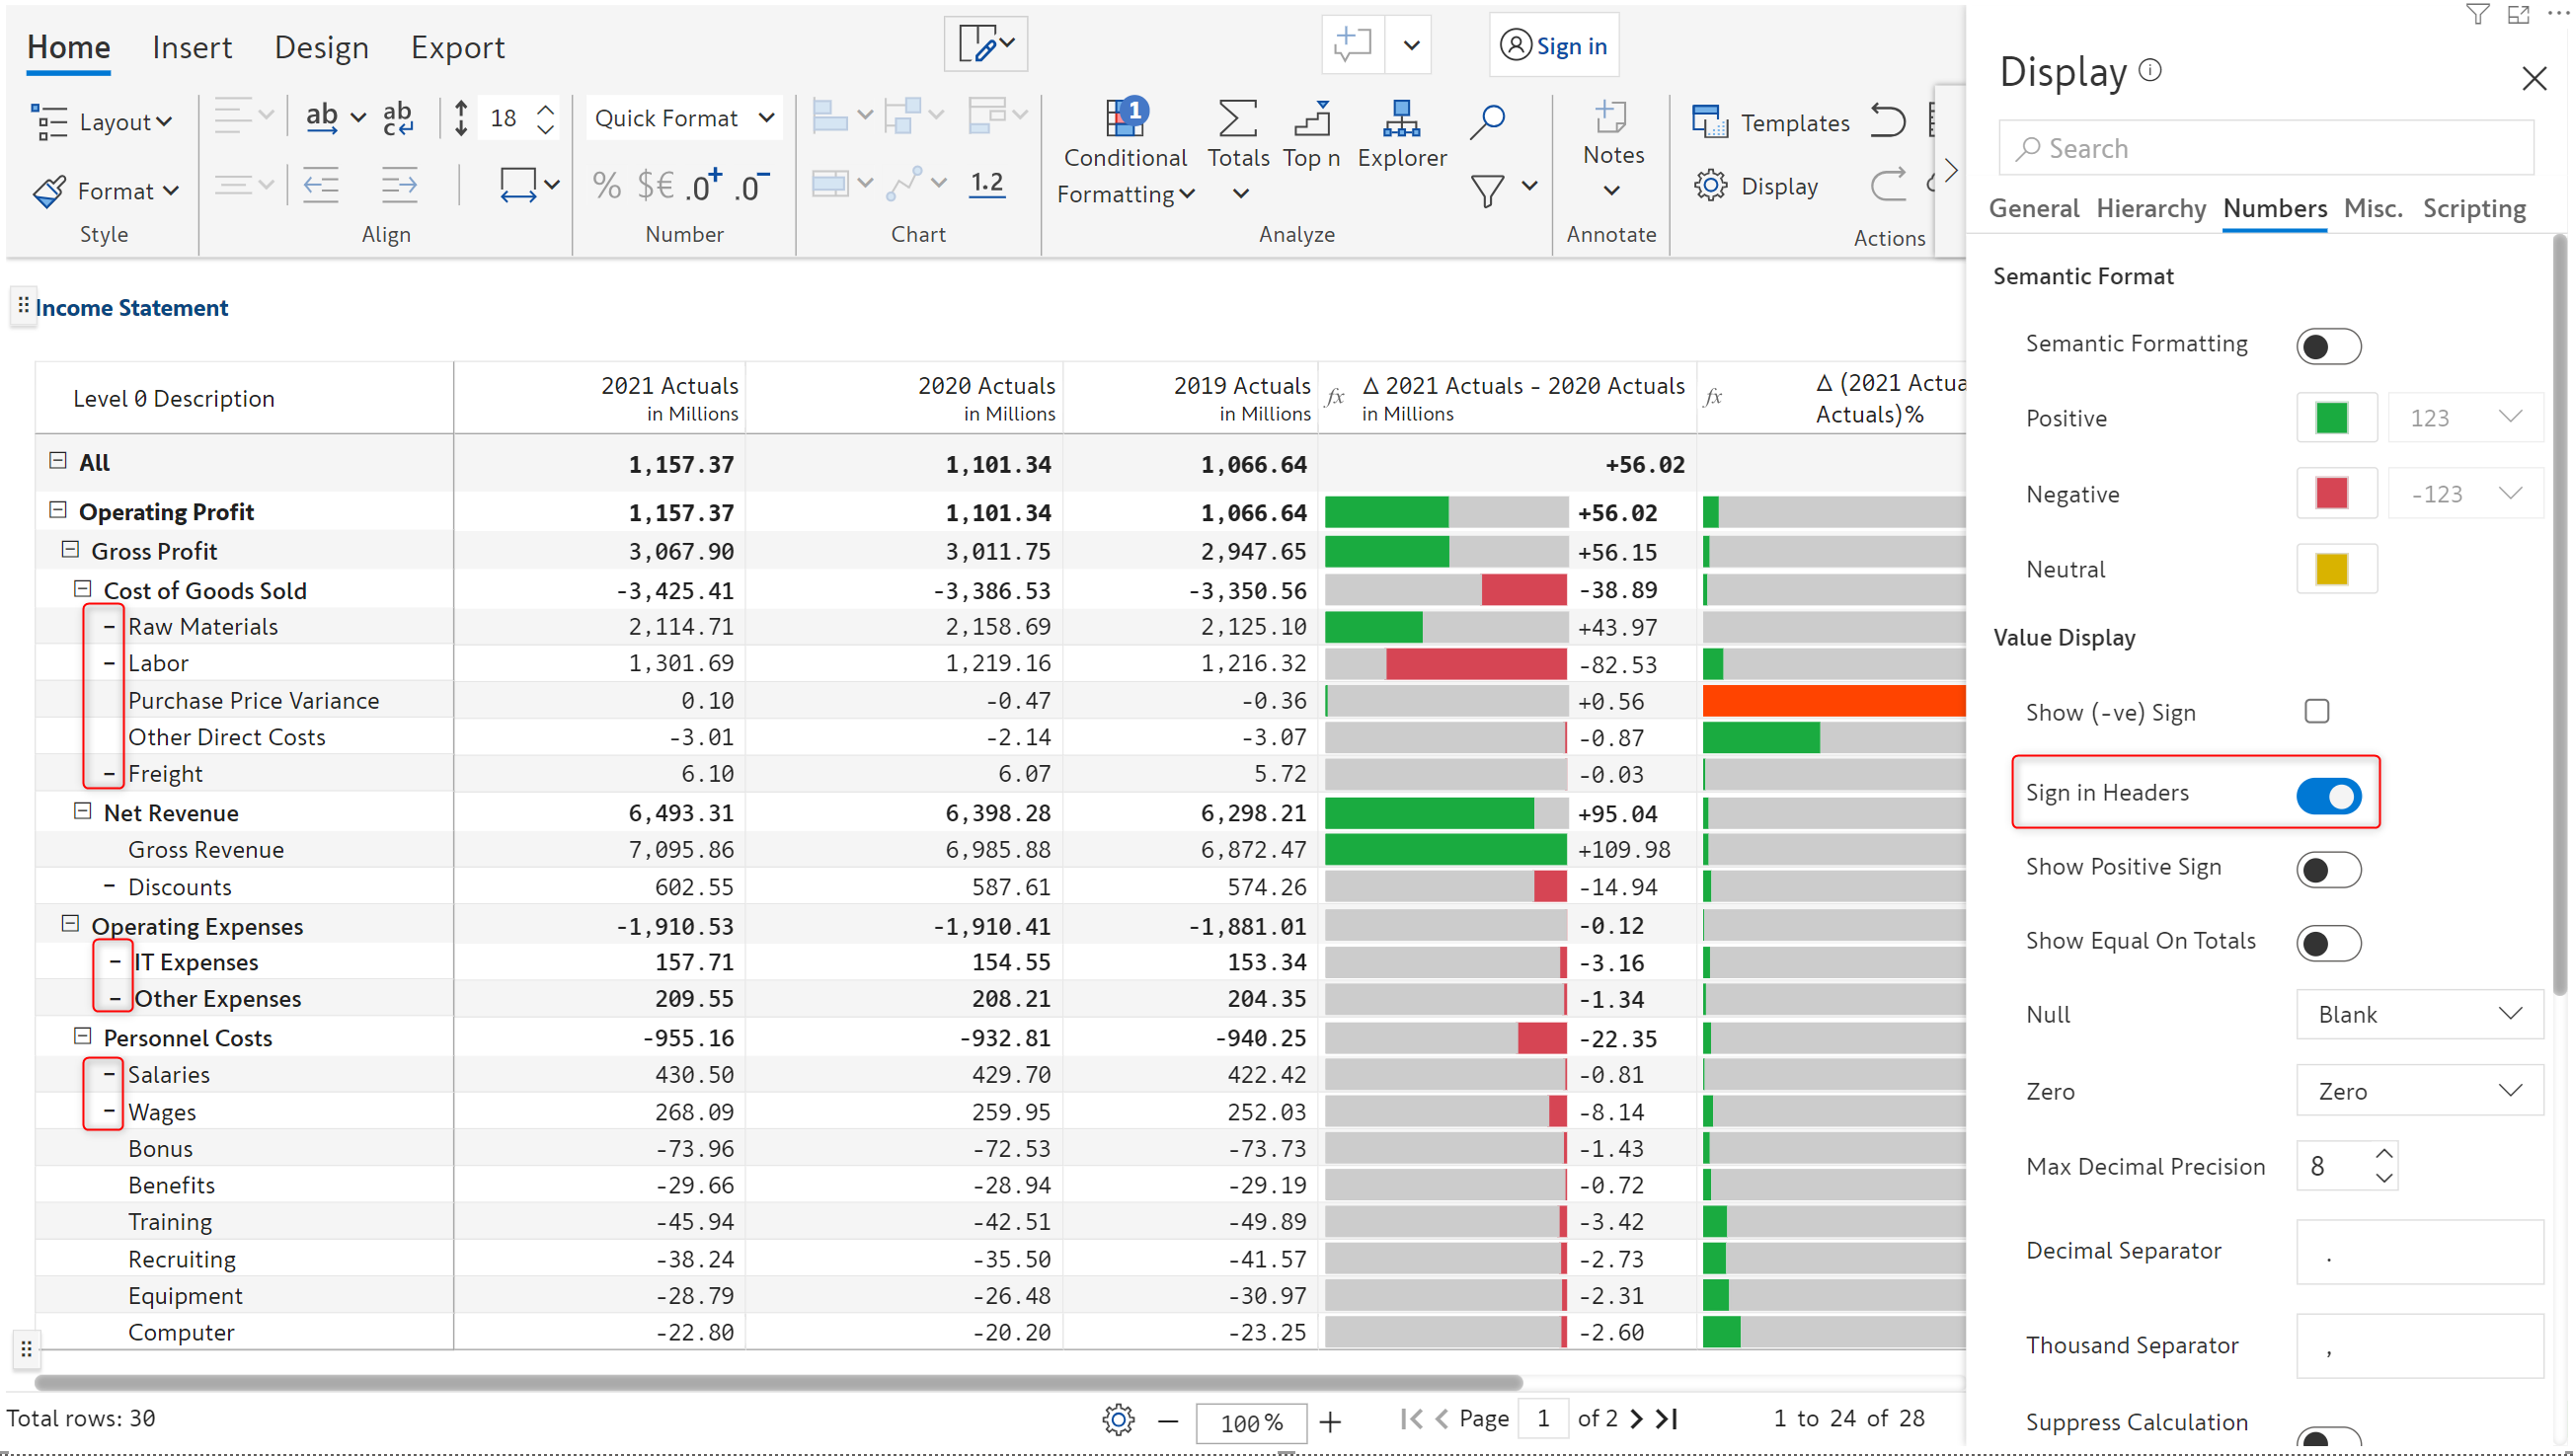 Home Insert Design Export Sign in
Layout 18 Quick Format
Format % $€ .0+ .0- 1.2
Conditional Formatting 1 Totals Top n Explorer Notes Templates Display
Style Align Number Chart Analyze Annotate Actions
Income Statement
Level 0 Description 2021 Actuals in Millions 2020 Actuals in Millions 2019 Actuals in Millions fx Δ 2021 Actuals - 2020 Actuals in Millions fx Δ (2021 Actua Actuals)%
All 1,157.37 1,101.34 1,066.64 +56.02
Operating Profit 1,157.37 1,101.34 1,066.64 +56.02
Gross Profit 3,067.90 3,011.75 2,947.65 +56.15
Cost of Goods Sold -3,425.41 -3,386.53 -3,350.56 -38.89
- Raw Materials 2,114.71 2,158.69 2,125.10 +43.97
- Labor 1,301.69 1,219.16 1,216.32 -82.53
Purchase Price Variance 0.10 -0.47 -0.36 +0.56
Other Direct Costs -3.01 -2.14 -3.07 -0.87
- Freight 6.10 6.07 5.72 -0.03
Net Revenue 6,493.31 6,398.28 6,298.21 +95.04
Gross Revenue 7,095.86 6,985.88 6,872.47 +109.98
- Discounts 602.55 587.61 574.26 -14.94
Operating Expenses -1,910.53 -1,910.41 -1,881.01 -0.12
- IT Expenses 157.71 154.55 153.34 -3.16
- Other Expenses 209.55 208.21 204.35 -1.34
Personnel Costs -955.16 -932.81 -940.25 -22.35
- Salaries 430.50 429.70 422.42 -0.81
- Wages 268.09 259.95 252.03 -8.14
Bonus -73.96 -72.53 -73.73 -1.43
Benefits -29.66 -28.94 -29.19 -0.72
Training -45.94 -42.51 -49.89 -3.42
Recruiting -38.24 -35.50 -41.57 -2.73
Equipment -28.79 -26.48 -30.97 -2.31
Computer -22.80 -20.20 -23.25 -2.60
Total rows: 30 100% Page 1 of 2 1 to 24 of 28
Display
Search
General Hierarchy Numbers Misc. Scripting
Semantic Format
Semantic Formatting
Positive 123
Negative -123
Neutral
Value Display
Show (-ve) Sign
Sign in Headers
Show Positive Sign
Show Equal On Totals
Null Blank
Zero Zero
Max Decimal Precision 8
Decimal Separator .
Thousand Separator ,
Suppress Calculation